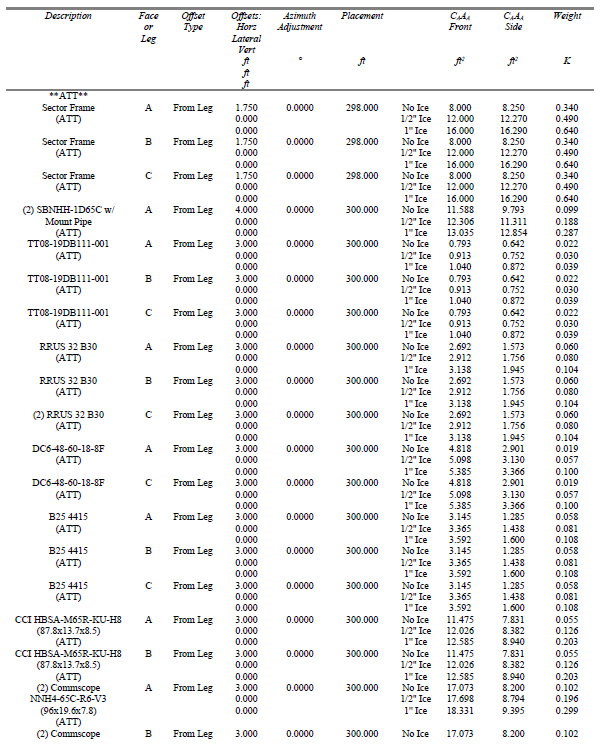 Description Face Offset Offsets: Azimuth Placement CAAA CAAA Weight
or Type Horz Adjustment Front Side
Leg Lateral
Vert
ft ° ft ft² ft² K
ft
ft
**ATT**
Sector Frame A From Leg 1.750 0.0000 298.000 No Ice 8.000 8.250 0.340
(ATT) 0.000 1/2" Ice 12.000 12.270 0.490
0.000 1" Ice 16.000 16.290 0.640
Sector Frame B From Leg 1.750 0.0000 298.000 No Ice 8.000 8.250 0.340
(ATT) 0.000 1/2" Ice 12.000 12.270 0.490
0.000 1" Ice 16.000 16.290 0.640
Sector Frame C From Leg 1.750 0.0000 298.000 No Ice 8.000 8.250 0.340
(ATT) 0.000 1/2" Ice 12.000 12.270 0.490
0.000 1" Ice 16.000 16.290 0.640
(2) SBNHH-1D65C w/ A From Leg 4.000 0.0000 300.000 No Ice 11.588 9.793 0.099
Mount Pipe 0.000 1/2" Ice 12.306 11.311 0.188
(ATT) 0.000 1" Ice 13.035 12.854 0.287
TT08-19DB111-001 A From Leg 3.000 0.0000 300.000 No Ice 0.793 0.642 0.022
(ATT) 0.000 1/2" Ice 0.913 0.752 0.030
0.000 1" Ice 1.040 0.872 0.039
TT08-19DB111-001 B From Leg 3.000 0.0000 300.000 No Ice 0.793 0.642 0.022
(ATT) 0.000 1/2" Ice 0.913 0.752 0.030
0.000 1" Ice 1.040 0.872 0.039
TT08-19DB111-001 C From Leg 3.000 0.0000 300.000 No Ice 0.793 0.642 0.022
(ATT) 0.000 1/2" Ice 0.913 0.752 0.030
0.000 1" Ice 1.040 0.872 0.039
RRUS 32 B30 A From Leg 3.000 0.0000 300.000 No Ice 2.692 1.573 0.060
(ATT) 0.000 1/2" Ice 2.912 1.756 0.080
0.000 1" Ice 3.138 1.945 0.104
RRUS 32 B30 B From Leg 3.000 0.0000 300.000 No Ice 2.692 1.573 0.060
(ATT) 0.000 1/2" Ice 2.912 1.756 0.080
0.000 1" Ice 3.138 1.945 0.104
(2) RRUS 32 B30 C From Leg 3.000 0.0000 300.000 No Ice 2.692 1.573 0.060
(ATT) 0.000 1/2" Ice 2.912 1.756 0.080
0.000 1" Ice 3.138 1.945 0.104
DC6-48-60-18-8F A From Leg 3.000 0.0000 300.000 No Ice 4.818 2.901 0.019
(ATT) 0.000 1/2" Ice 5.098 3.130 0.057
0.000 1" Ice 5.385 3.366 0.100
DC6-48-60-18-8F C From Leg 3.000 0.0000 300.000 No Ice 4.818 2.901 0.019
(ATT) 0.000 1/2" Ice 5.098 3.130 0.057
0.000 1" Ice 5.385 3.366 0.100
B25 4415 A From Leg 3.000 0.0000 300.000 No Ice 3.145 1.285 0.058
(ATT) 0.000 1/2" Ice 3.365 1.438 0.081
0.000 1" Ice 3.592 1.600 0.108
B25 4415 B From Leg 3.000 0.0000 300.000 No Ice 3.145 1.285 0.058
(ATT) 0.000 1/2" Ice 3.365 1.438 0.081
0.000 1" Ice 3.592 1.600 0.108
B25 4415 C From Leg 3.000 0.0000 300.000 No Ice 3.145 1.285 0.058
(ATT) 0.000 1/2" Ice 3.365 1.438 0.081
0.000 1" Ice 3.592 1.600 0.108
CCI HBSA-M65R-KU-H8 A From Leg 3.000 0.0000 300.000 No Ice 11.475 7.831 0.055
(87.8x13.7x8.5) 0.000 1/2" Ice 12.026 8.382 0.126
(ATT) 0.000 1" Ice 12.585 8.940 0.203
CCI HBSA-M65R-KU-H8 B From Leg 3.000 0.0000 300.000 No Ice 11.475 7.831 0.055
(87.8x13.7x8.5) 0.000 1/2" Ice 12.026 8.382 0.126
(ATT) 0.000 1" Ice 12.585 8.940 0.203
(2) Commscope A From Leg 3.000 0.0000 300.000 No Ice 17.073 8.200 0.102
NNH4-65C-R6-V3 0.000 1/2" Ice 17.698 8.794 0.196
(96x19.6x7.8) 0.000 1" Ice 18.331 9.395 0.299
(ATT)
(2) Commscope B From Leg 3.000 0.0000 300.000 No Ice 17.073 8.200 0.102